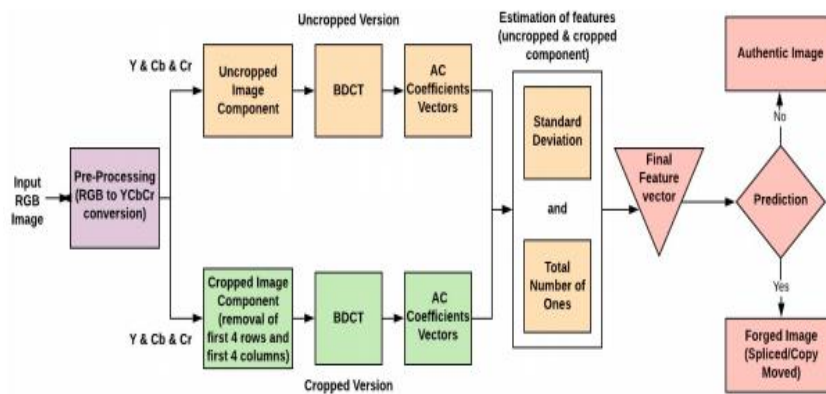 Uncropped Version
Y & Cb & Cr
Uncropped
Image
Component
BDCT
AC
Coefficients
Vectors
Estimation of features
(uncropped & cropped
component)
Standard
Deviation
and
Total
Number of
Ones
Input
RGB
Image
Pre-Processing
(RGB to YCbCr
conversion)
Y & Cb & Cr
Cropped Image
Component
(removal of
first 4 rows and
first 4 columns)
BDCT
AC
Coefficients
Vectors
Cropped Version
Final
Feature
vector
Authentic Image
No
Prediction
Yes
Forged Image
(Spliced/Copy
Moved)